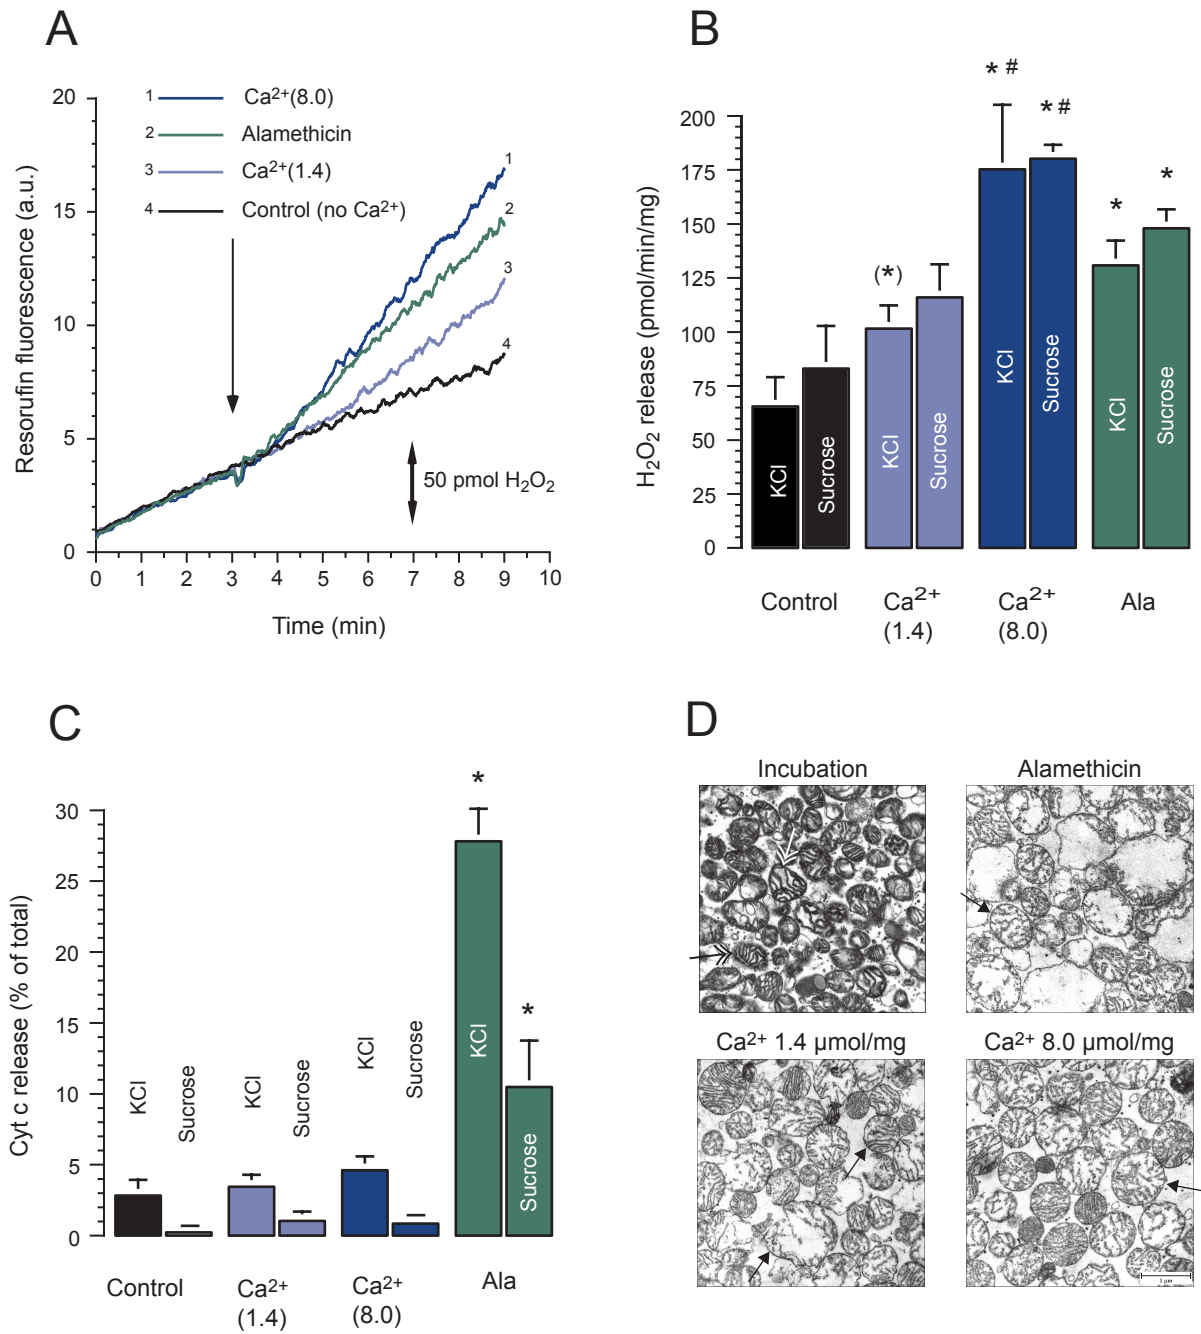 A
20
15
10
5
0
Resorufin fluorescence (a.u.)
1 Ca²⁺(8.0)
2 Alamethicin
3 Ca²⁺(1.4)
4 Control (no Ca²⁺)
1
2
3
4
50 pmol H₂O₂
0 1 2 3 4 5 6 7 8 9 10
Time (min)
B
200
175
150
125
100
75
50
25
0
H₂O₂ release (pmol/min/mg)
* #
* #
(*)
*
*
KCl
Sucrose
KCl
Sucrose
KCl
Sucrose
KCl
Sucrose
Control Ca²⁺ Ca²⁺ Ala
(1.4) (8.0)
C
30
25
20
15
10
5
0
Cyt c release (% of total)
*
*
KCl
Sucrose
KCl
Sucrose
KCl
Sucrose
KCl
Sucrose
Control Ca²⁺ Ca²⁺ Ala
(1.4) (8.0)
D
Incubation
Alamethicin
Ca²⁺ 1.4 µmol/mg
Ca²⁺ 8.0 µmol/mg
1 µm